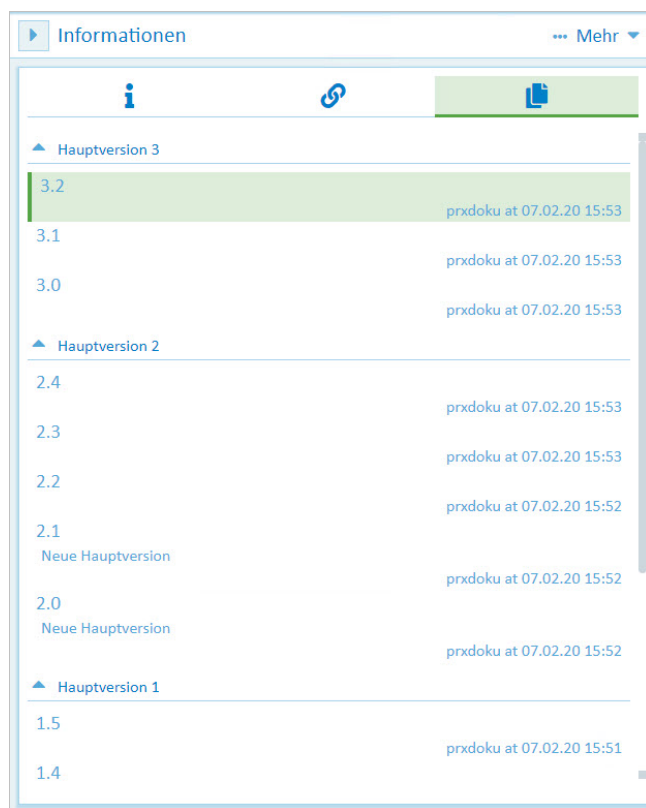 Informationen
... Mehr
Hauptversion 3
3.2
prxdoku at 07.02.20 15:53
3.1
prxdoku at 07.02.20 15:53
3.0
prxdoku at 07.02.20 15:53
Hauptversion 2
2.4
prxdoku at 07.02.20 15:53
2.3
prxdoku at 07.02.20 15:53
2.2
prxdoku at 07.02.20 15:52
2.1
Neue Hauptversion
prxdoku at 07.02.20 15:52
2.0
Neue Hauptversion
prxdoku at 07.02.20 15:52
Hauptversion 1
1.5
prxdoku at 07.02.20 15:51
1.4